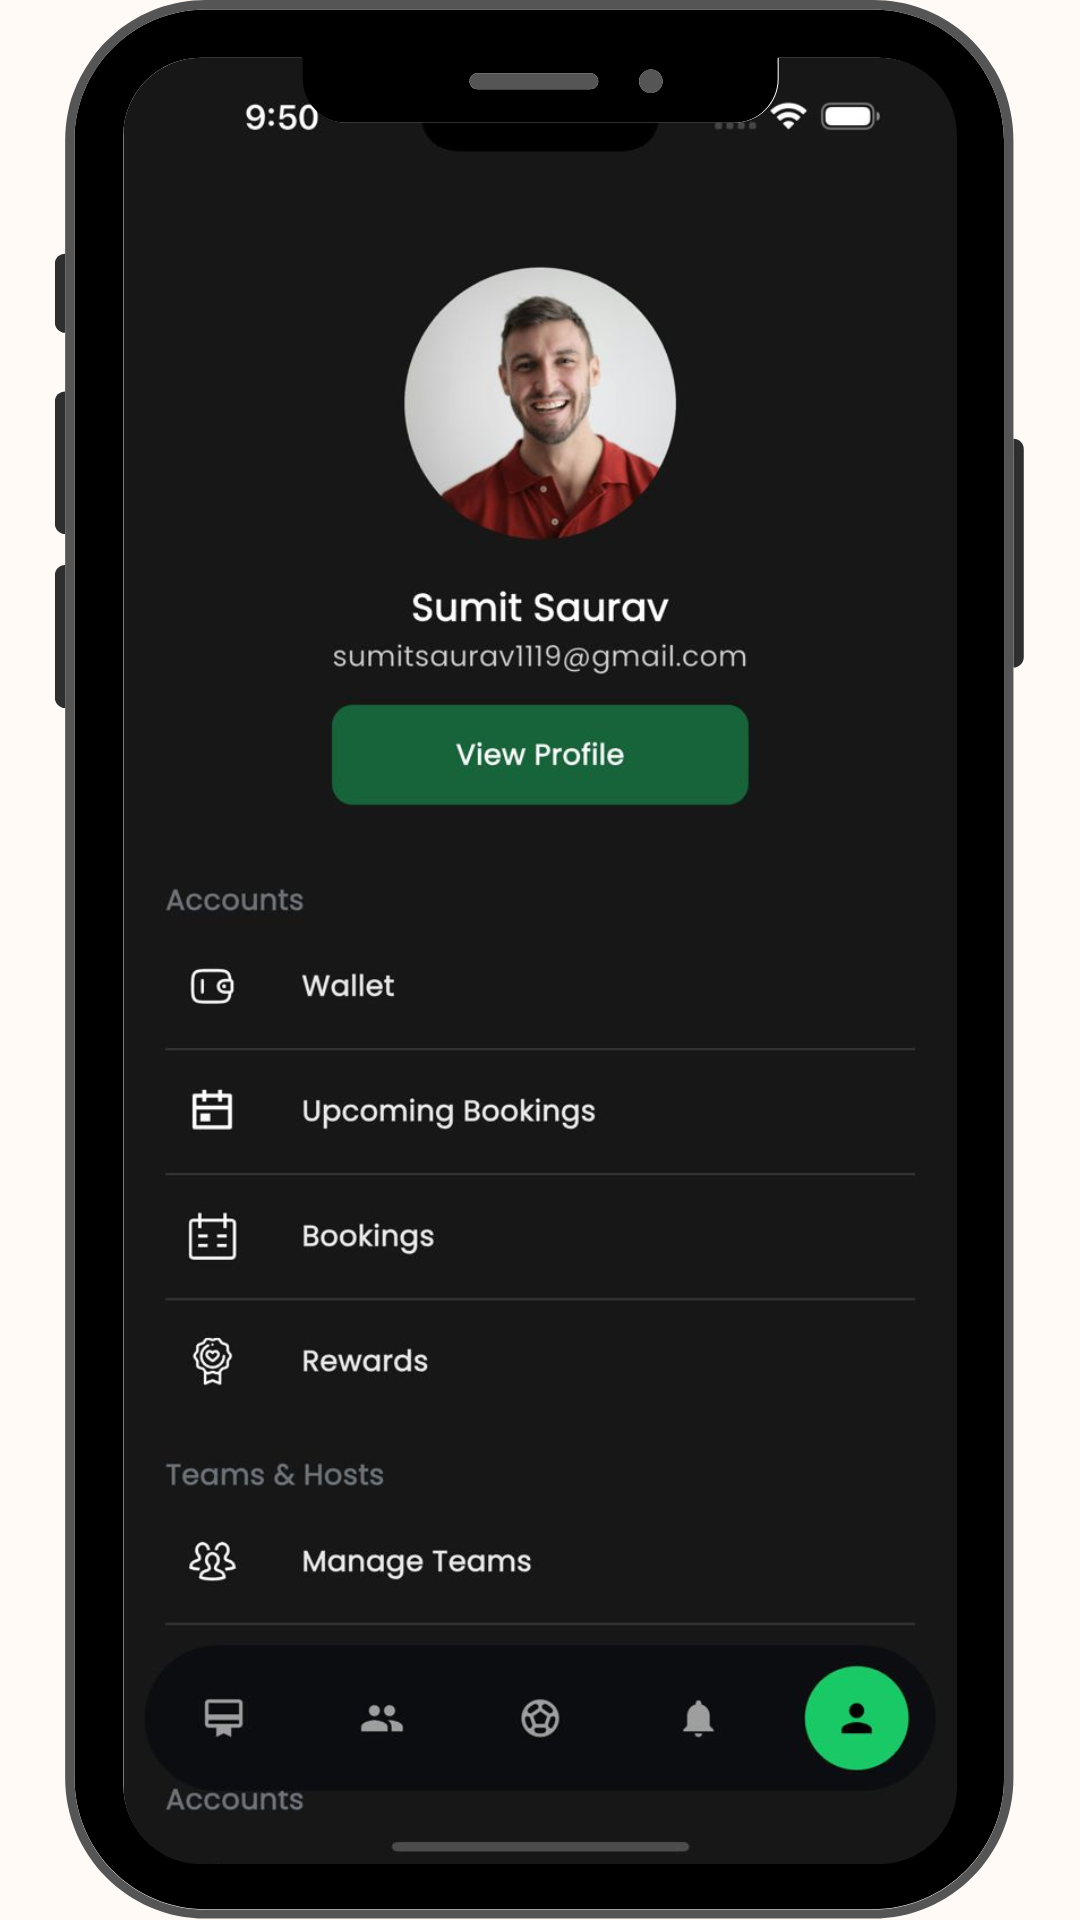 9:50
Sumit Saurav
sumitsaurav1119@gmail.com
View Profile
Accounts
Wallet
Upcoming Bookings
Bookings
Rewards
Teams & Hosts
Manage Teams
Accounts